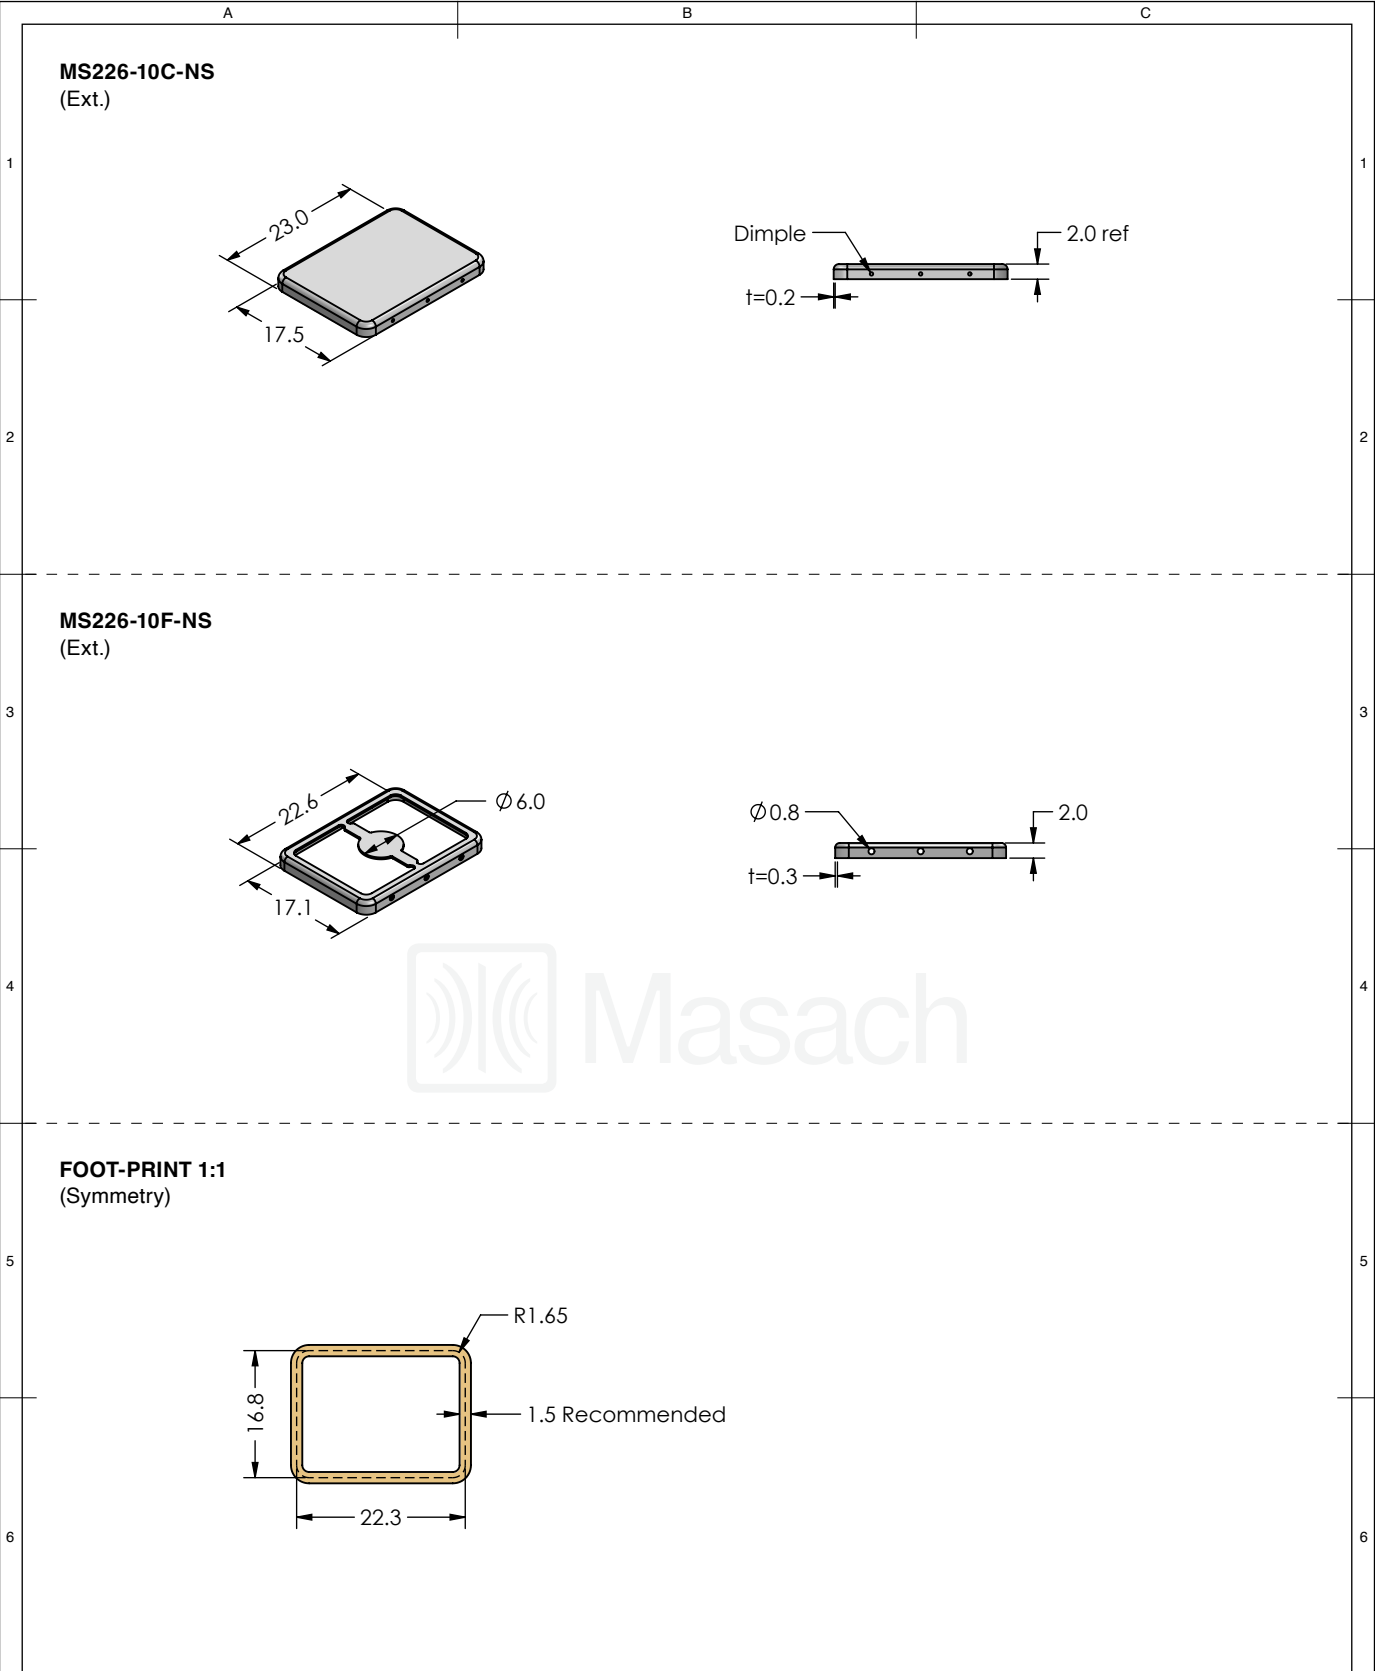 A B C
MS226-10C-NS
(Ext.)
1 1
23.0
17.5
Dimple
2.0 ref
t=0.2
2 2
MS226-10F-NS
(Ext.)
3 3
22.6
∅6.0
17.1
∅0.8
2.0
t=0.3
Masach
4 4
FOOT-PRINT 1:1
(Symmetry)
5 5
R1.65
16.8
1.5 Recommended
22.3
6 6